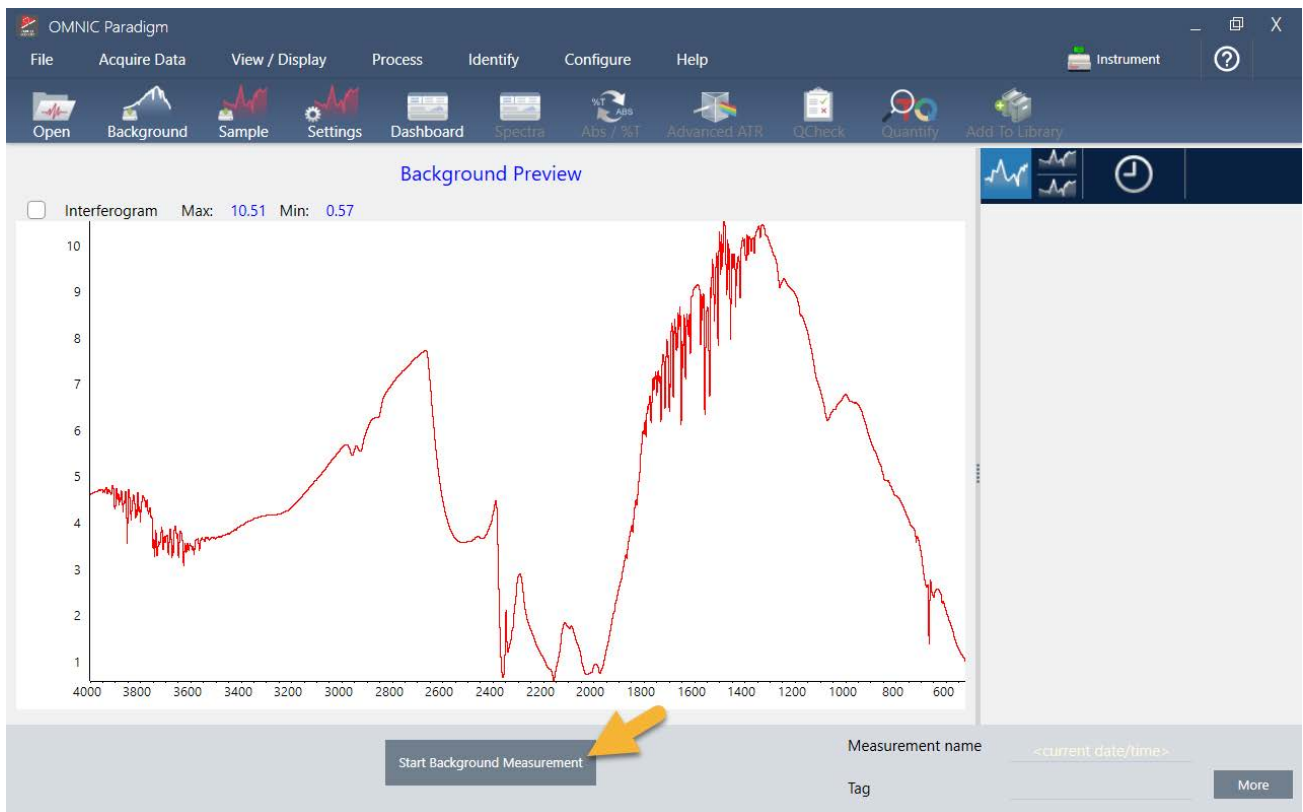 OMNIC Paradigm
_ X
File Acquire Data View / Display Process Identify Configure Help Instrument ?
%T ABS
Open Background Sample Settings Dashboard Spectra Abs / %T Advanced ATR QCheck Quantify Add To Library
Background Preview
Interferogram Max: 10.51 Min: 0.57
10
9
8
7
6
5
4
3
2
1
4000 3800 3600 3400 3200 3000 2800 2600 2400 2200 2000 1800 1600 1400 1200 1000 800 600
Start Background Measurement
Measurement name <current date/time>
Tag
More